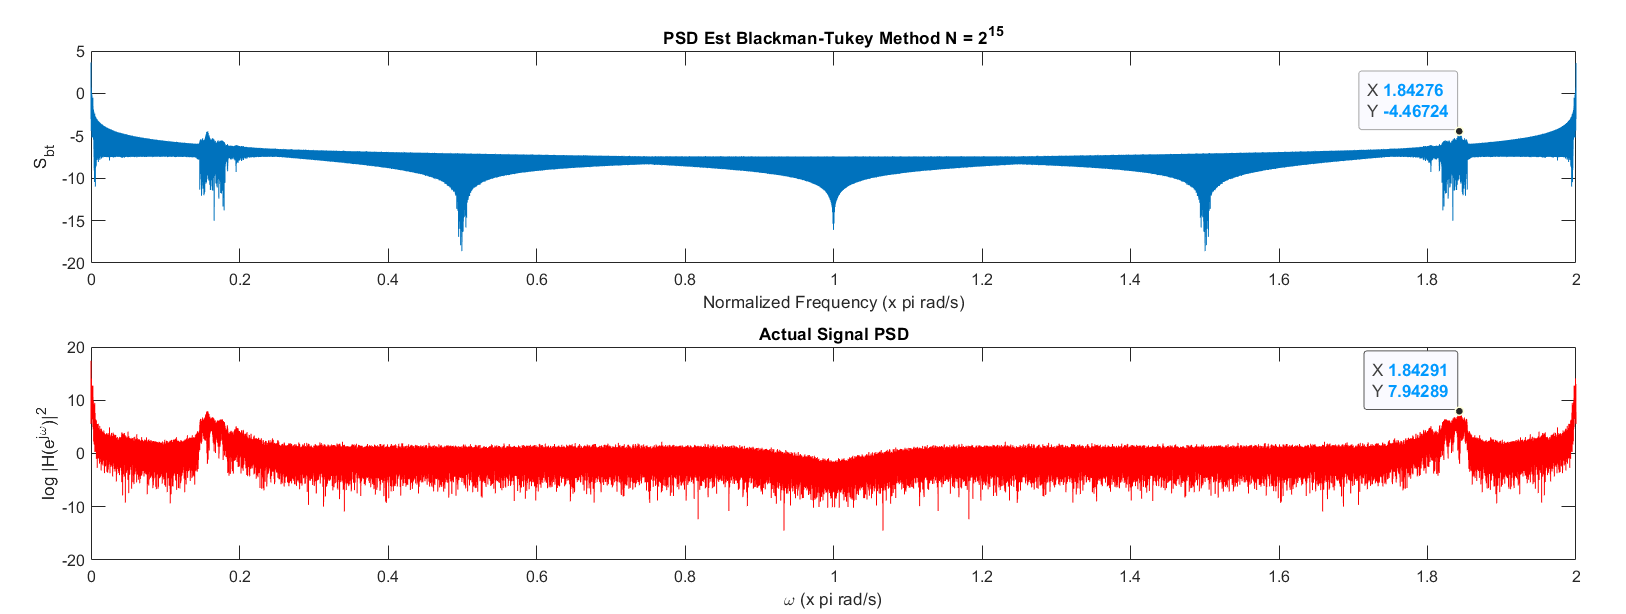 PSD Est Blackman-Tukey Method N = 2^15
5
0
-5
-10
-15
-20
S_bt
X 1.84276
Y -4.46724
0 0.2 0.4 0.6 0.8 1 1.2 1.4 1.6 1.8 2
Normalized Frequency (x pi rad/s)
Actual Signal PSD
20
10
0
-10
-20
log |H(e^jω)|^2
X 1.84291
Y 7.94289
0 0.2 0.4 0.6 0.8 1 1.2 1.4 1.6 1.8 2
ω (x pi rad/s)